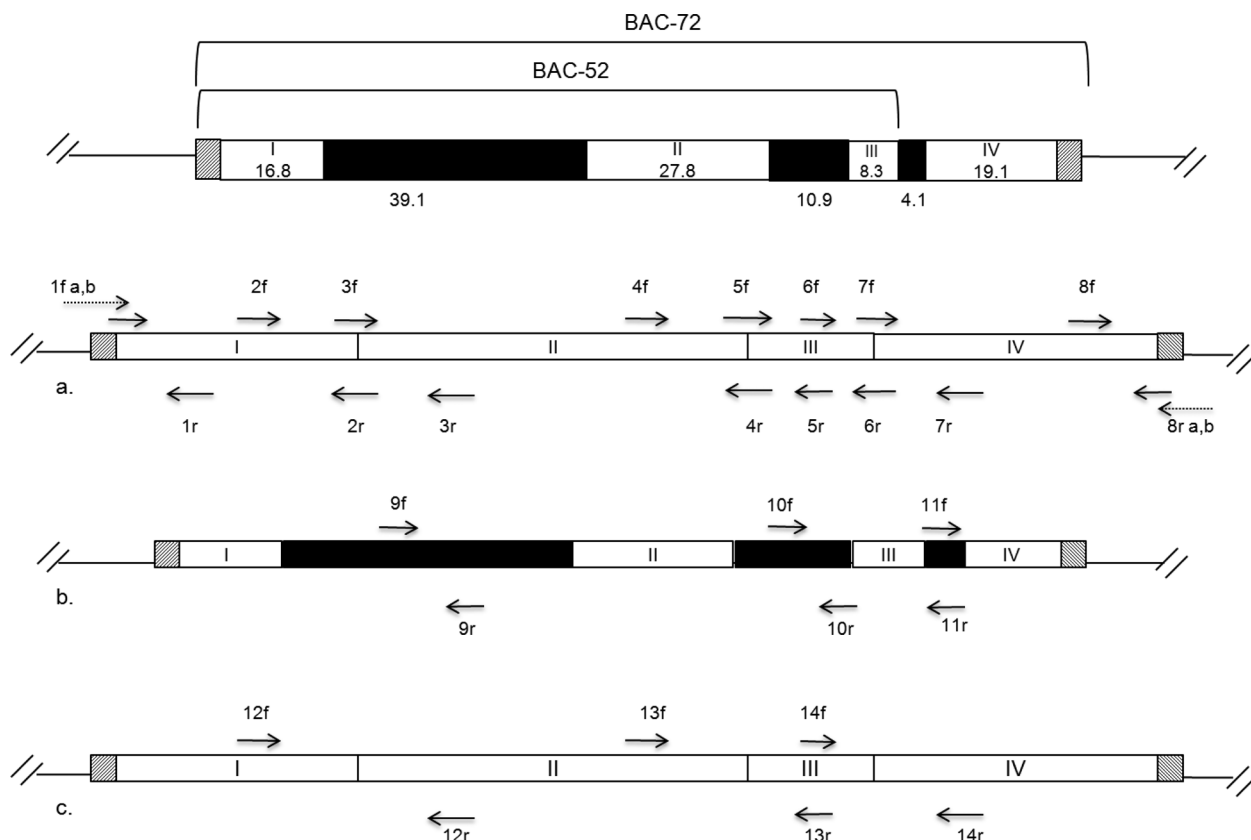 BAC-72
BAC-52
I II III IV
16.8 27.8 8.3 19.1
39.1 10.9 4.1
1f a,b 2f 3f 4f 5f 6f 7f 8f
I II III IV
a.
1r 2r 3r 4r 5r 6r 7r 8r a,b
9f 10f 11f
I II III IV
b.
9r 10r 11r
12f 13f 14f
I II III IV
c.
12r 13r 14r